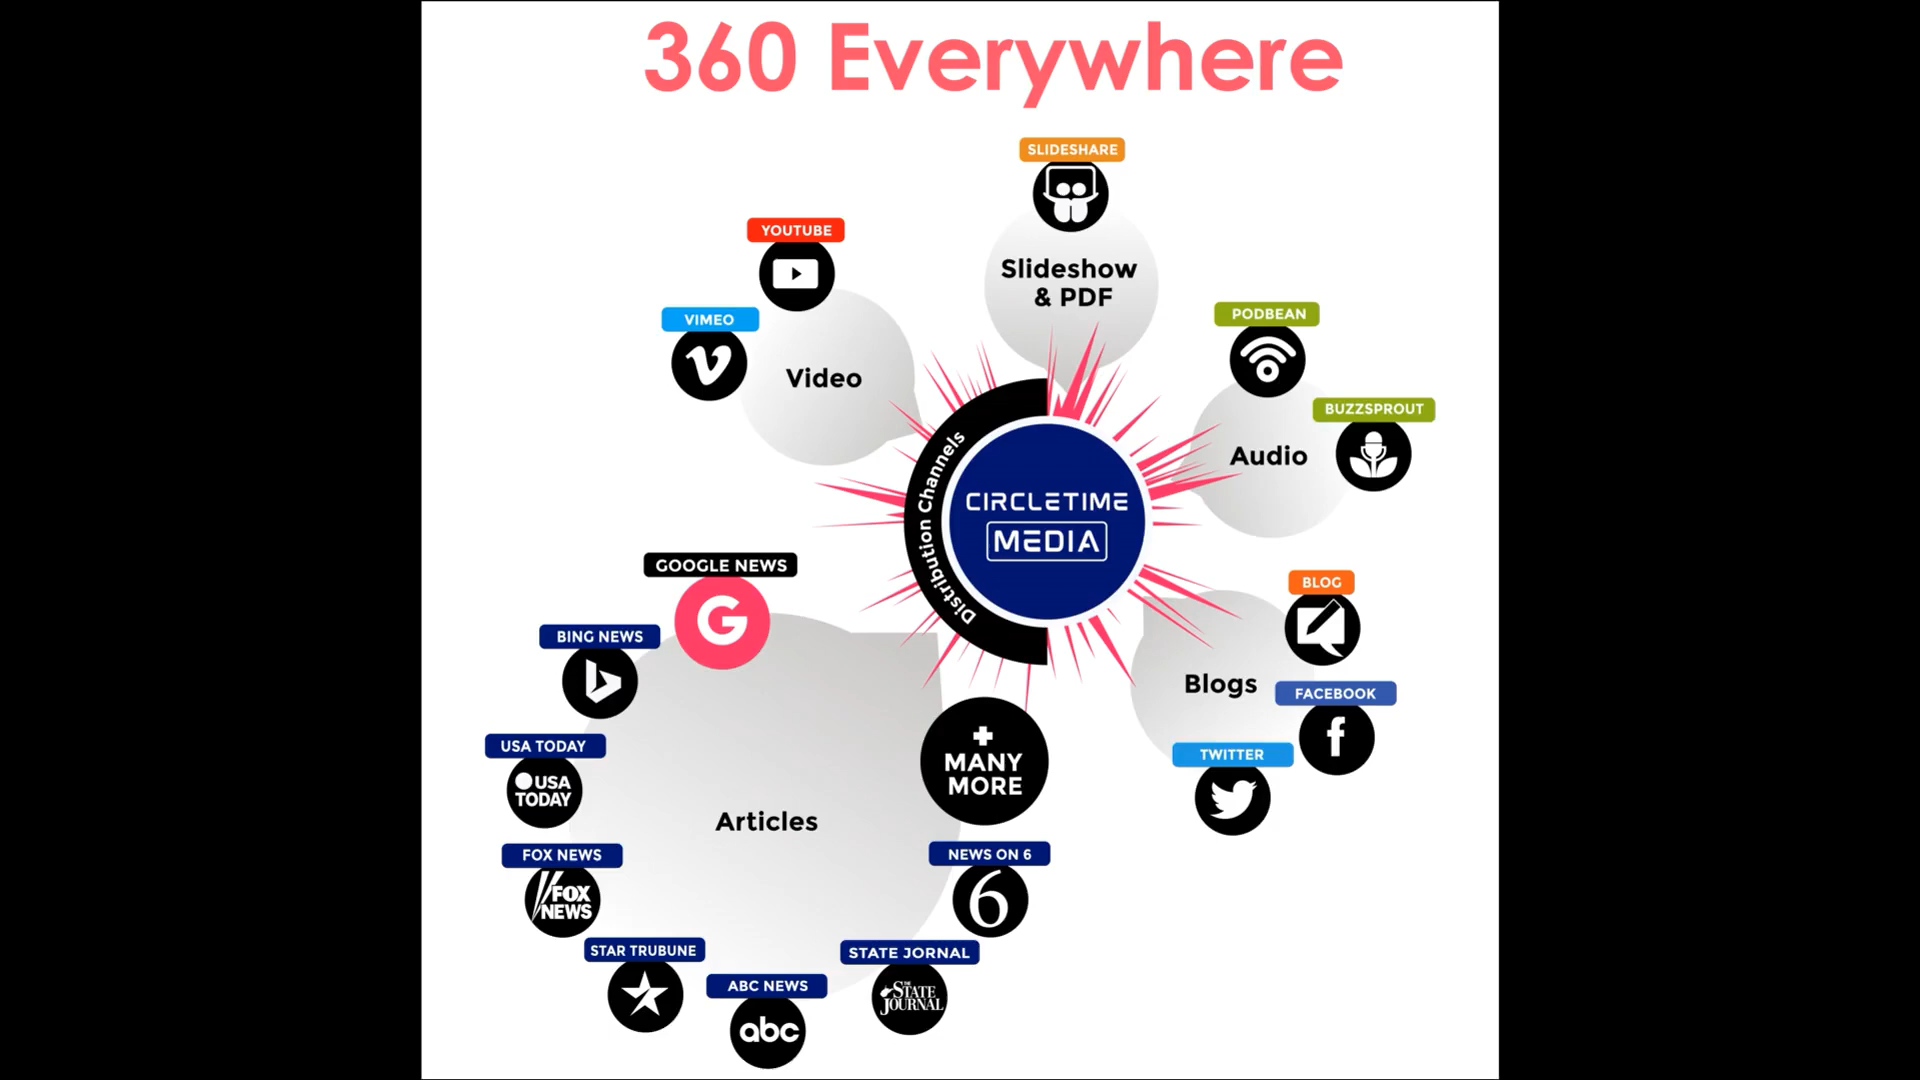 360 Everywhere
SLIDESHARE
Slideshow
& PDF
YOUTUBE
VIMEO
Video
PODBEAN
BUZZSPROUT
Audio
Distribution Channels
CIRCLETIME
MEDIA
GOOGLE NEWS
G
BING NEWS
b
USA TODAY
USA
TODAY
FOX NEWS
FOX
NEWS
STAR TRUBUNE
ABC NEWS
abc
STATE JORNAL
THE
STATE
JOURNAL
NEWS ON 6
6
+
MANY
MORE
Articles
BLOG
Blogs
FACEBOOK
f
TWITTER